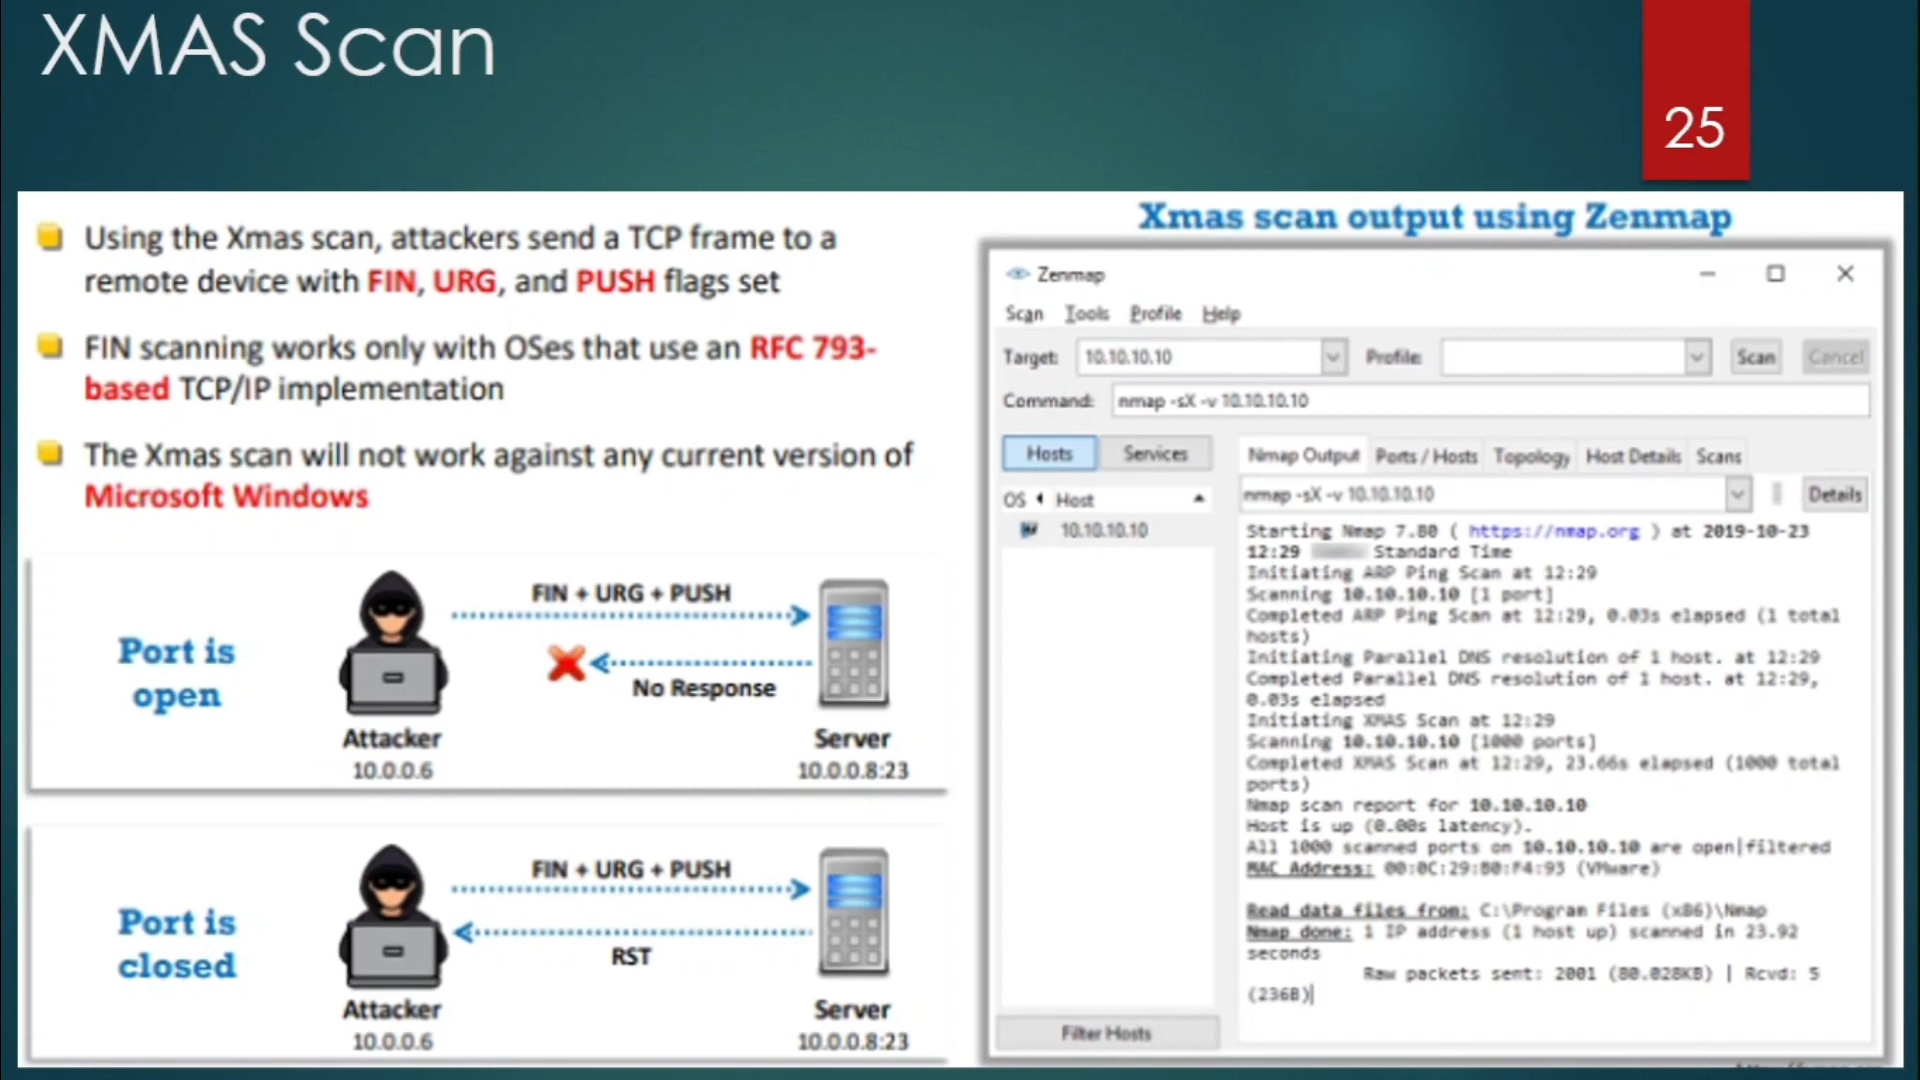 XMAS Scan
25
Using the Xmas scan, attackers send a TCP frame to a
remote device with FIN, URG, and PUSH flags set
FIN scanning works only with OSes that use an RFC 793-
based TCP/IP implementation
The Xmas scan will not work against any current version of
Microsoft Windows
Port is
open
FIN + URG + PUSH
No Response
Attacker
10.0.0.6
Server
10.0.0.8:23
Port is
closed
FIN + URG + PUSH
RST
Attacker
10.0.0.6
Server
10.0.0.8:23
Xmas scan output using Zenmap
Zenmap
Scan Tools Profile Help
Target: 10.10.10.10 Profile: Scan Cancel
Command: nmap -sX -v 10.10.10.10
Hosts Services
Nmap Output Ports / Hosts Topology Host Details Scans
OS Host
10.10.10.10
nmap -sX -v 10.10.10.10 Details
Starting Nmap 7.80 ( https://nmap.org ) at 2019-10-23
12:29 Standard Time
Initiating ARP Ping Scan at 12:29
Scanning 10.10.10.10 [1 port]
Completed ARP Ping Scan at 12:29, 0.03s elapsed (1 total
hosts)
Initiating Parallel DNS resolution of 1 host. at 12:29
Completed Parallel DNS resolution of 1 host. at 12:29,
0.03s elapsed
Initiating XMAS Scan at 12:29
Scanning 10.10.10.10 [1000 ports]
Completed XMAS Scan at 12:29, 23.66s elapsed (1000 total
ports)
Nmap scan report for 10.10.10.10
Host is up (0.00s latency).
All 1000 scanned ports on 10.10.10.10 are open|filtered
MAC Address: 00:0C:29:B0:F4:93 (VMware)
Read data files from: C:\Program Files (x86)\Nmap
Nmap done: 1 IP address (1 host up) scanned in 23.92
seconds
Raw packets sent: 2001 (80.028KB) | Rcvd: 5
(236B)
Filter Hosts